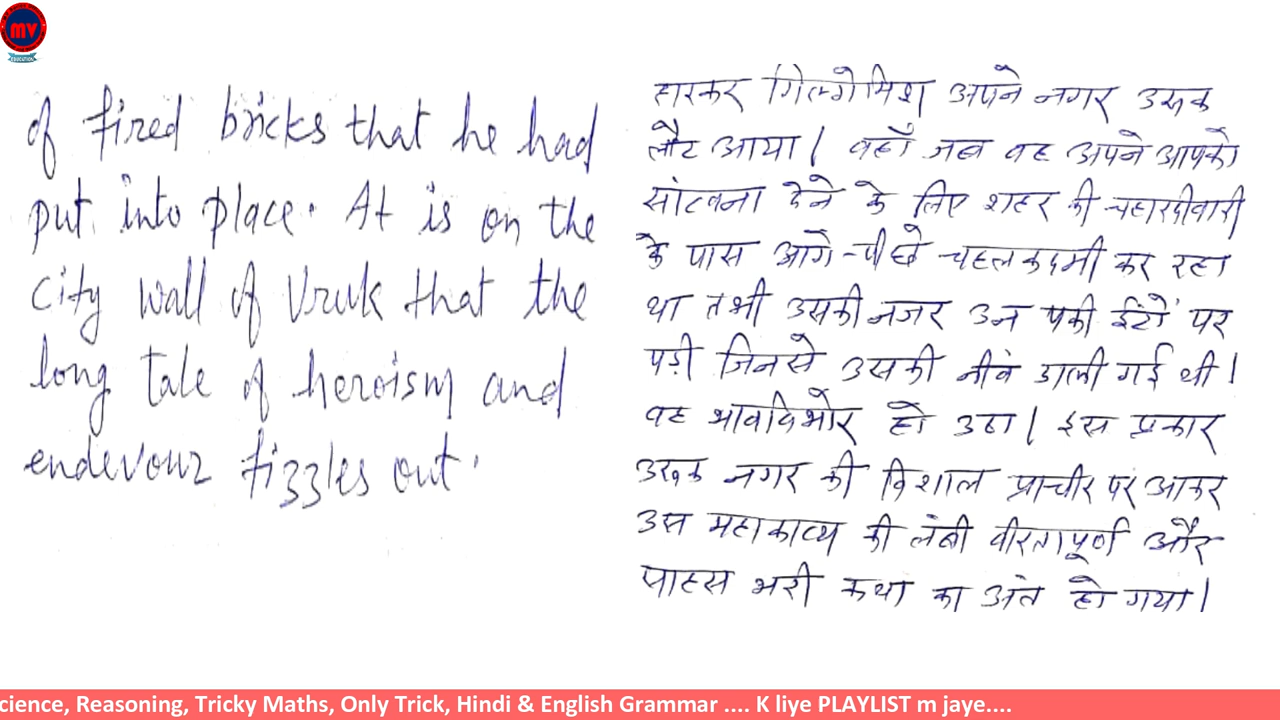 mv
EDUCATION
of fired bricks that he had
put into place. At is on the
City wall of Uruk that the
long tale of heroism and
endevour fizzles out.
हारकर गिल्गेमिश अपने नगर उरूक
लौट आया। वहाँ जब वह अपने आपको
सांटवना देने के लिए शहर की चहारदीवारी
के पास आगे-पीछे चहलकदमी कर रहा
था तभी उसकी नजर उन पकी ईंटों पर
पड़ी जिनसे उसकी नींव डाली गई थी।
वह भावविभोर हो उठा। इस प्रकार
उरूक नगर की विशाल प्राचीर पर आकर
उस महाकाव्य की लंबी वीरतापूर्ण और
साहस भरी कथा का अंत हो गया।
cience, Reasoning, Tricky Maths, Only Trick, Hindi & English Grammar .... K liye PLAYLIST m jaye....